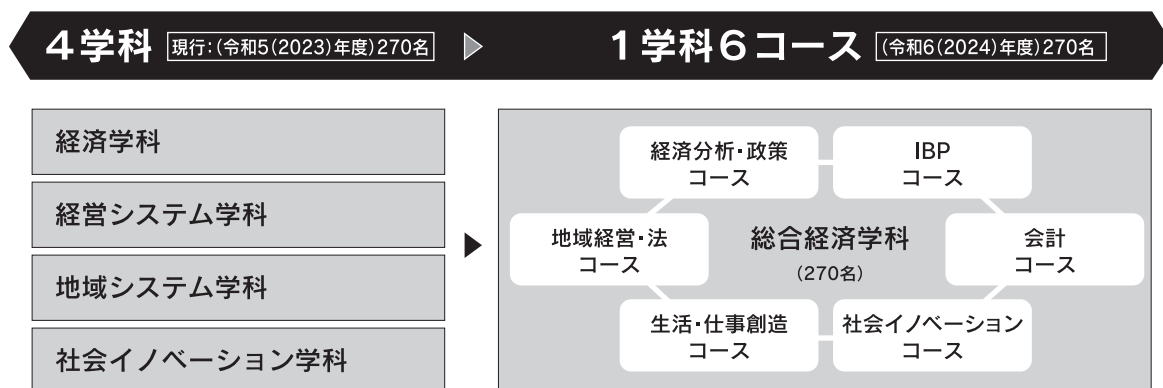 4学科 現行:(令和5(2023)年度)270名
1学科6コース (令和6(2024)年度)270名
経済学科
経営システム学科
地域システム学科
社会イノベーション学科
経済分析・政策
コース
IBP
コース
地域経営・法
コース
総合経済学科
(270名)
会計
コース
生活・仕事創造
コース
社会イノベーション
コース